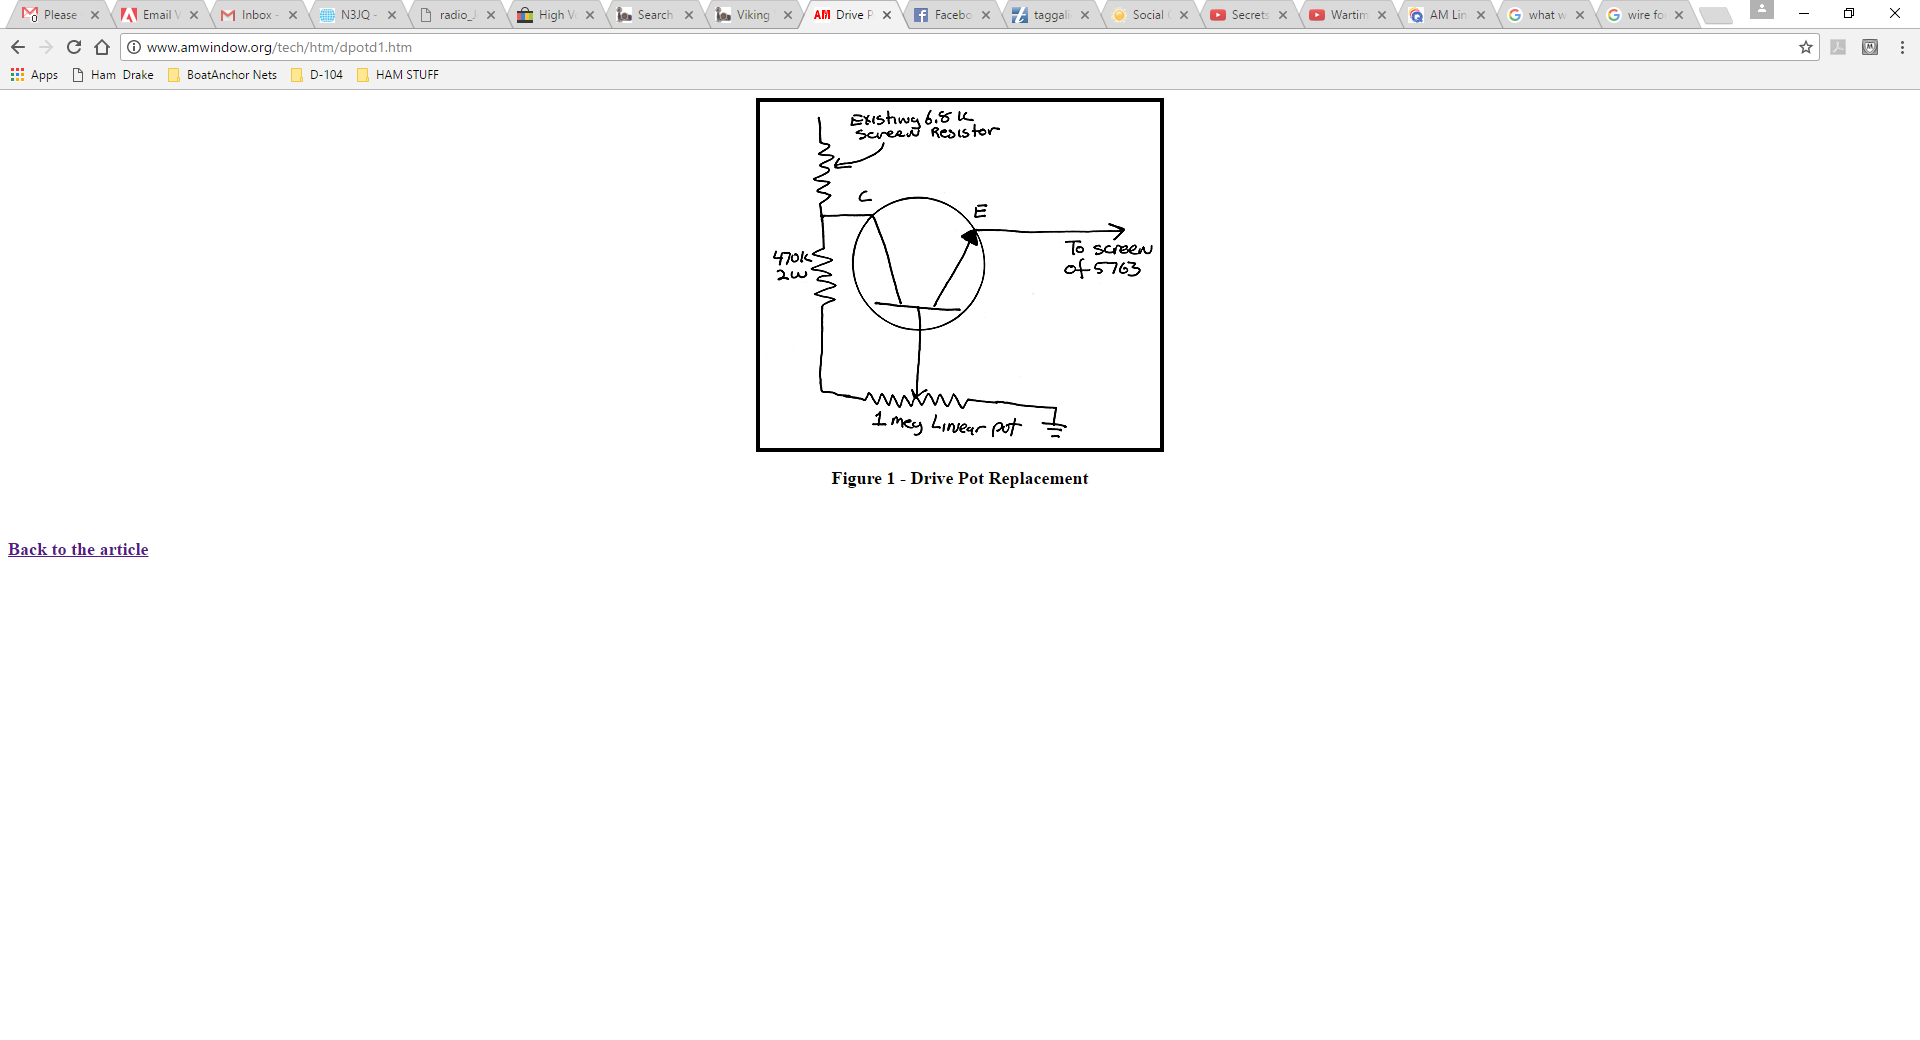 Please
Email V
Inbox -
N3JQ -
radio_J
High Vo
Search
Viking
AM Drive P
Facebo
taggali
Social
Secrets
Wartim
AM Lin
what w
wire fo
www.amwindow.org/tech/htm/dpotd1.htm
Apps
Ham Drake
BoatAnchor Nets
D-104
HAM STUFF
Existing 6.8 K
Screen Resistor
C
E
470K
2W
To screen
of 5763
1 meg Linear pot
Figure 1 - Drive Pot Replacement
Back to the article